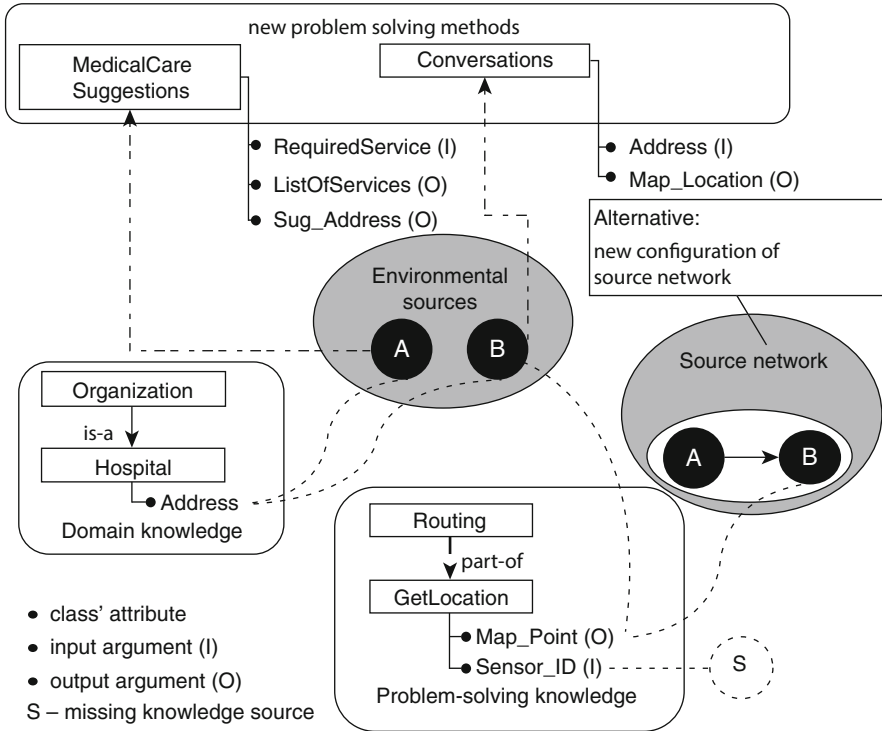 new problem solving methods
MedicalCare
Suggestions
Conversations
RequiredService (I)
ListOfServices (O)
Sug_Address (O)
Address (I)
Map_Location (O)
Alternative:
new configuration of
source network
Environmental
sources
A
B
Source network
A
B
Organization
is-a
Hospital
Address
Domain knowledge
Routing
part-of
GetLocation
Map_Point (O)
Sensor_ID (I)
Problem-solving knowledge
S
• class’ attribute
• input argument (I)
• output argument (O)
S – missing knowledge source